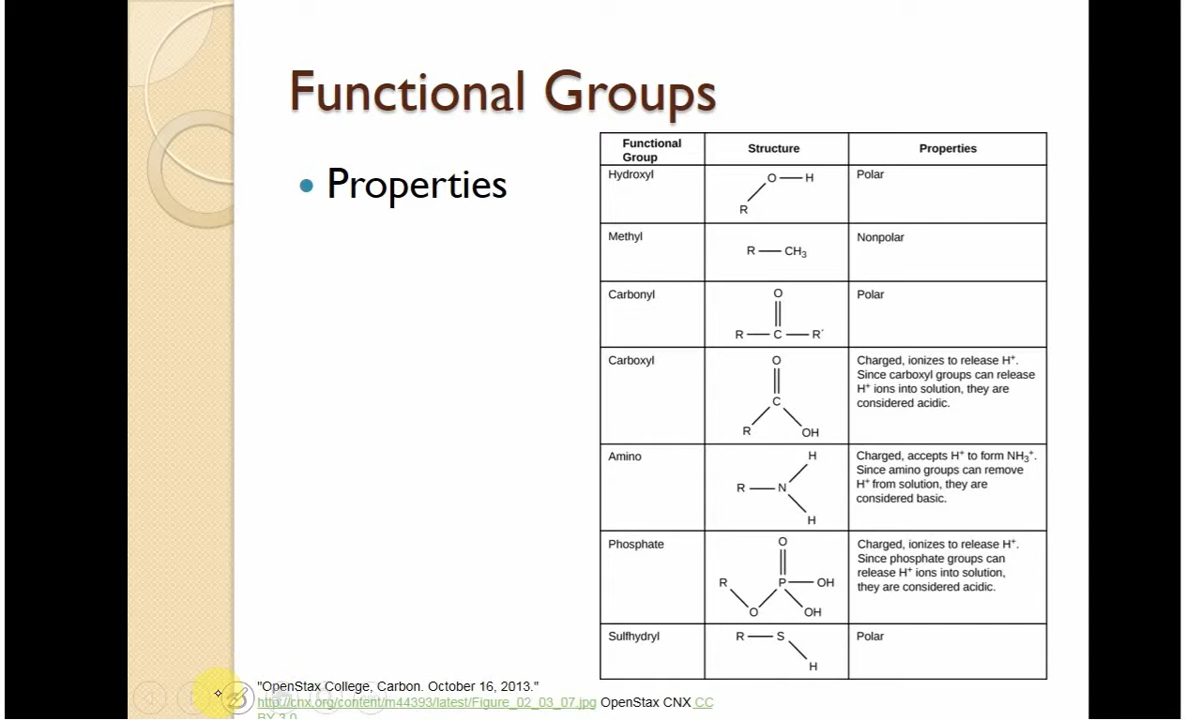 Functional Groups
• Properties
Functional
Group
Structure
Properties
Hydroxyl
O — H
R
Polar
Methyl
R — CH₃
Nonpolar
Carbonyl
O
R — C — R'
Polar
Carboxyl
O
C
R
OH
Charged, ionizes to release H⁺.
Since carboxyl groups can release
H⁺ ions into solution, they are
considered acidic.
Amino
H
R — N
H
Charged, accepts H⁺ to form NH₃⁺.
Since amino groups can remove
H⁺ from solution, they are
considered basic.
Phosphate
O
R
P — OH
O
OH
Charged, ionizes to release H⁺.
Since phosphate groups can
release H⁺ ions into solution,
they are considered acidic.
Sulfhydryl
R — S
H
Polar
"OpenStax College, Carbon. October 16, 2013."
http://cnx.org/content/m44393/latest/Figure_02_03_07.jpg OpenStax CNX CC
BY 3.0